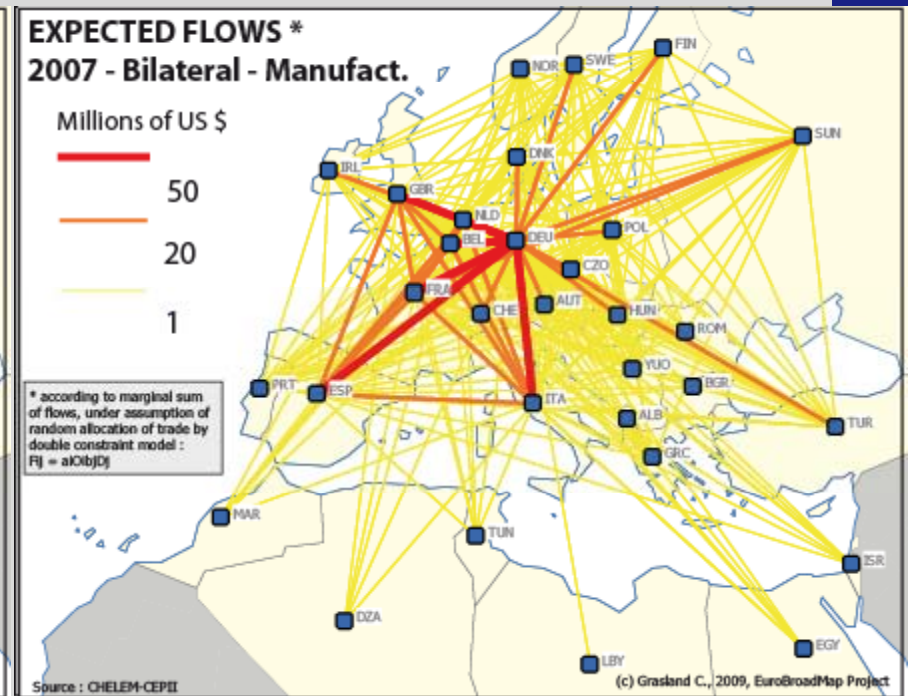 EXPECTED FLOWS *
2007 - Bilateral - Manufact.
Millions of US $
50
20
1
* according to marginal sum
of flows, under assumption of
random allocation of trade by
double constraint model :
Fij = aiOibjDj
NOR
SWE
FIN
SUN
DNK
IRL
GBR
NLD
BEL
DEU
POL
CZO
FRA
CHE
AUT
HUN
ROM
YUO
BGR
PRT
ESP
ITA
ALB
TUR
GRC
MAR
TUN
ISR
DZA
EGY
LBY
Source : CHELEM-CEPII
(c) Grasland C., 2009, EuroBroadMap Project